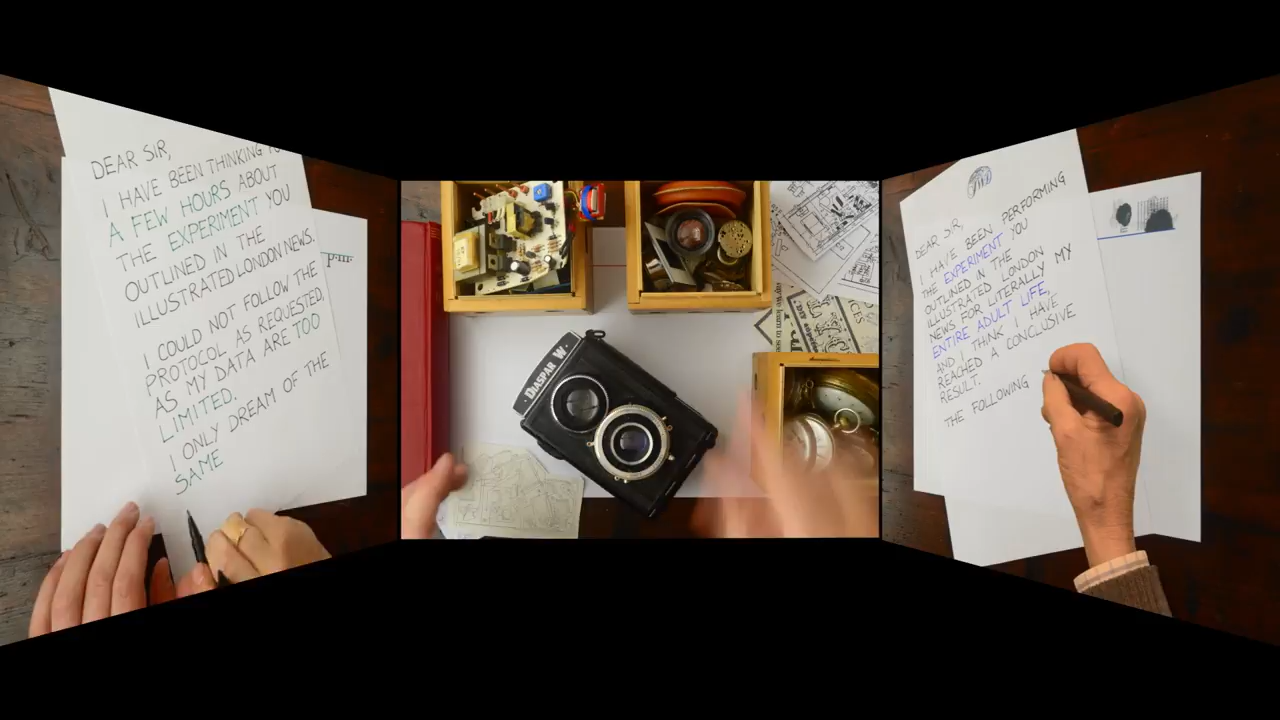 DEAR SIR,
I HAVE BEEN THINKING
A FEW HOURS ABOUT
THE EXPERIMENT YOU
OUTLINED IN THE
ILLUSTRATED LONDON NEWS.
I COULD NOT FOLLOW THE
PROTOCOL AS REQUESTED,
AS MY DATA ARE TOO
LIMITED.
I ONLY DREAM OF THE
SAME
DIASPAR W.
learn to see
DEAR SIR,
I HAVE BEEN PERFORMING
THE EXPERIMENT YOU
OUTLINED IN THE
ILLUSTRATED LONDON
NEWS FOR LITERALLY MY
ENTIRE ADULT LIFE,
AND I THINK I HAVE
REACHED A CONCLUSIVE
RESULT.
THE FOLLOWING